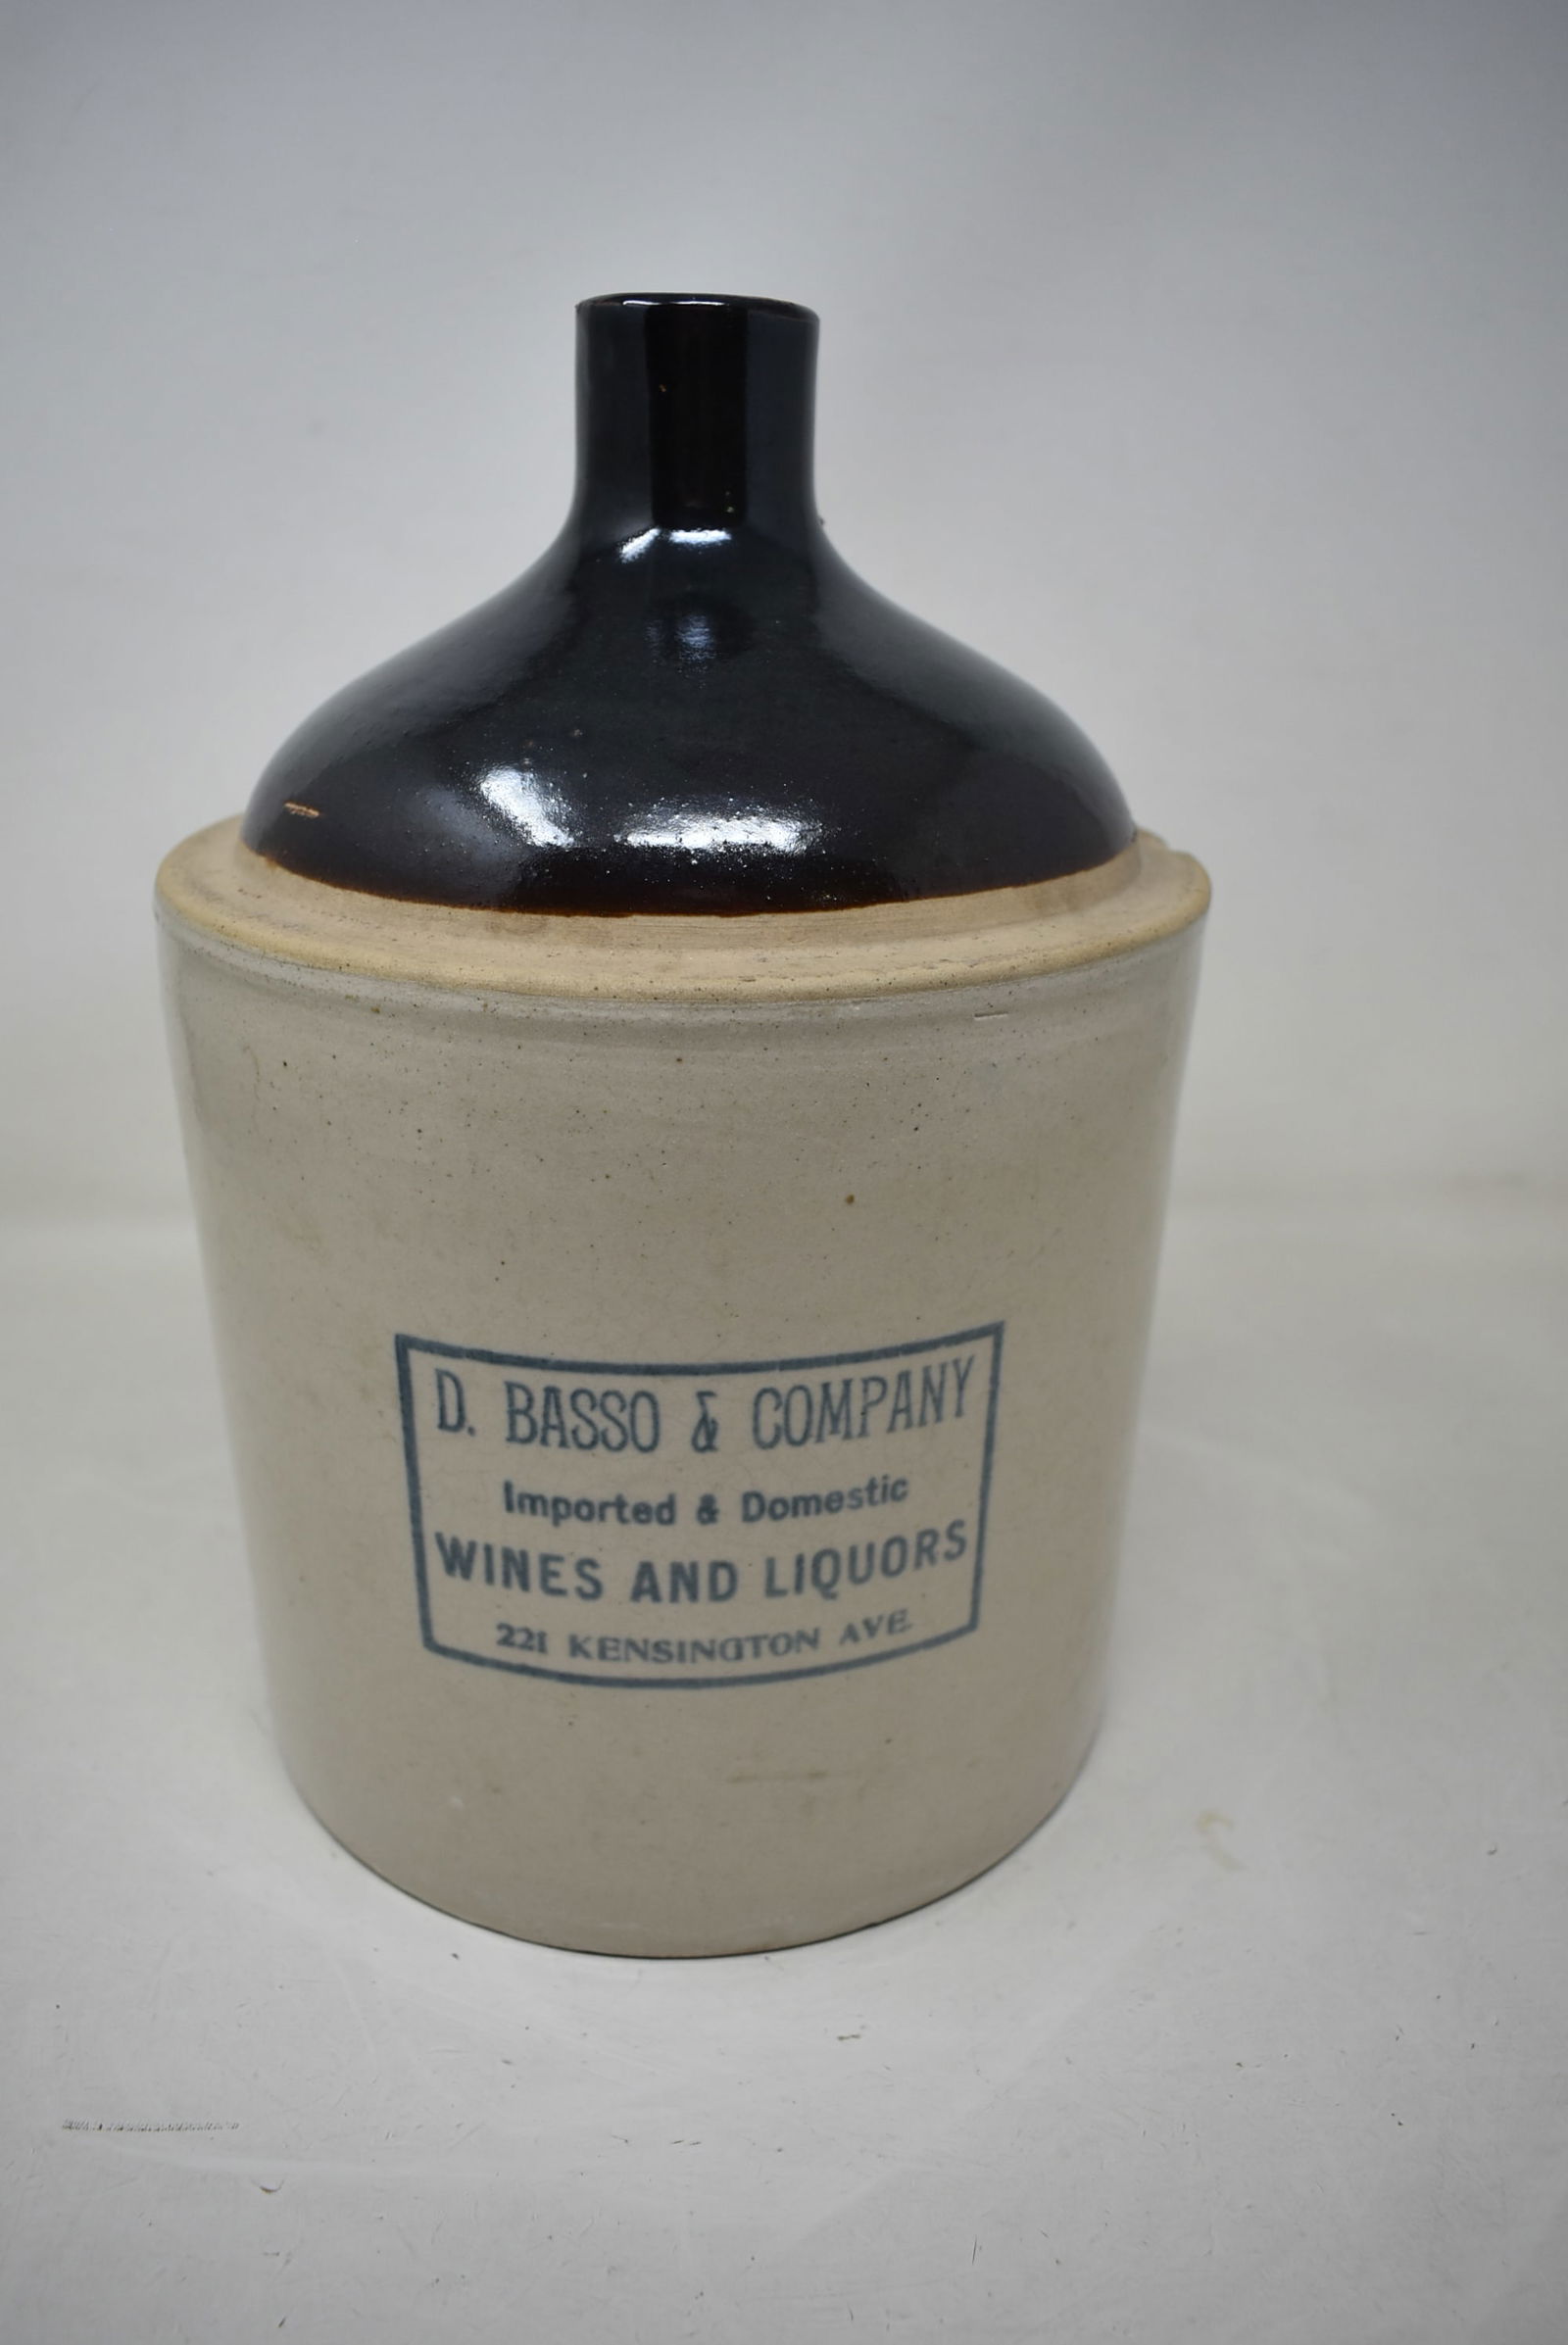 D. BASSO & COMPANY
Imported & Domestic
WINES AND LIQUORS
221 KENSINGTON AVE.